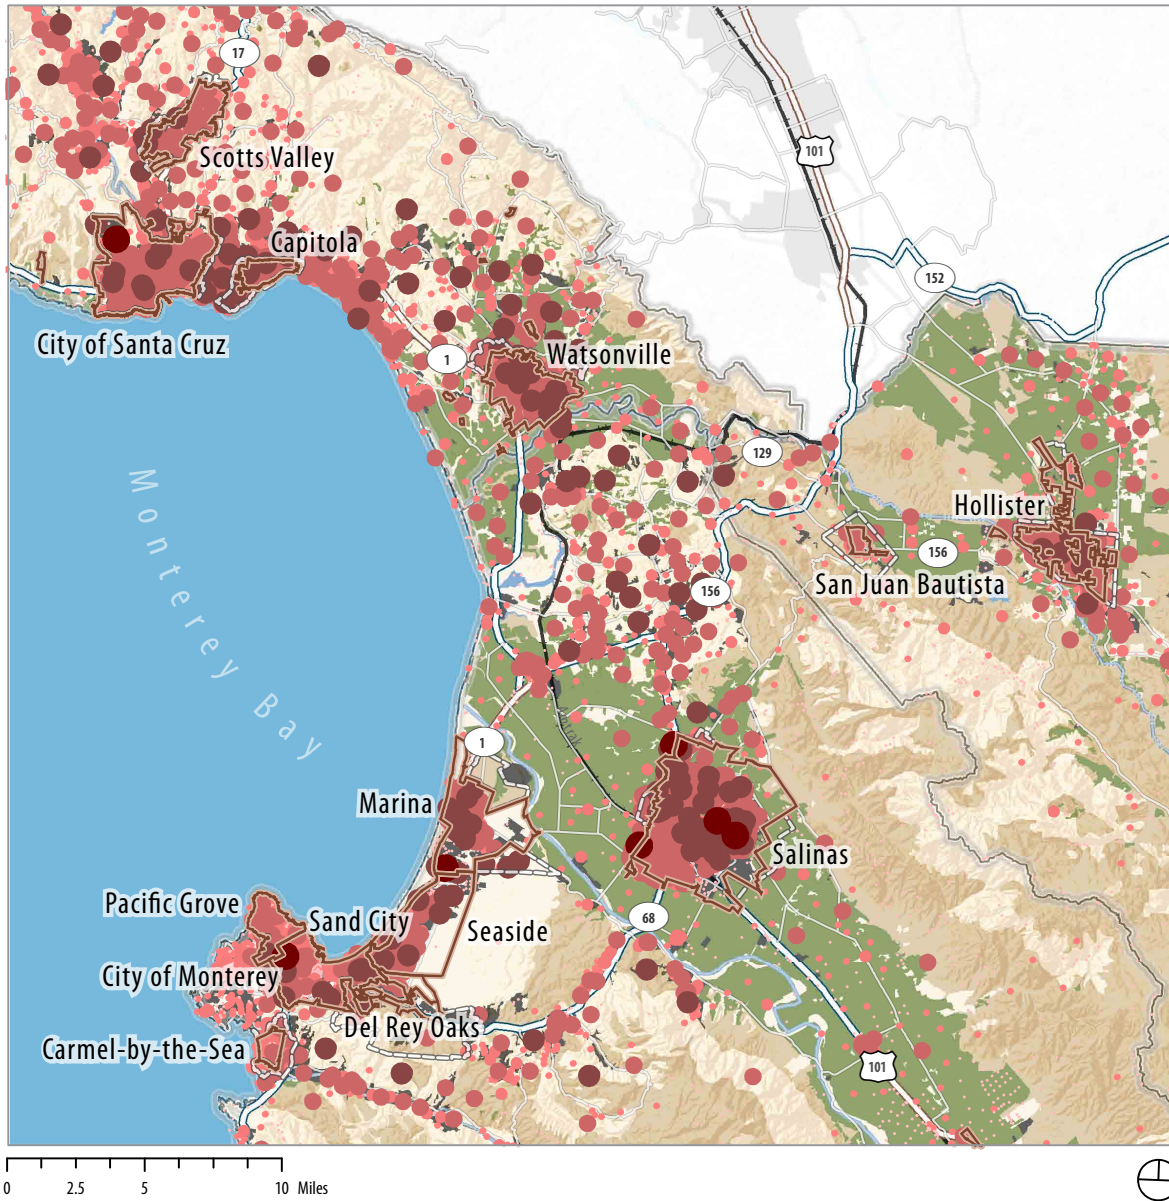 17
101
Scotts Valley
Capitola
152
City of Santa Cruz
1
Watsonville
129
Monterey Bay
Hollister
156
San Juan Bautista
156
Amtrak
1
Marina
Salinas
Pacific Grove
Sand City
68
Seaside
City of Monterey
Del Rey Oaks
Carmel-by-the-Sea
101
0 2.5 5 10 Miles